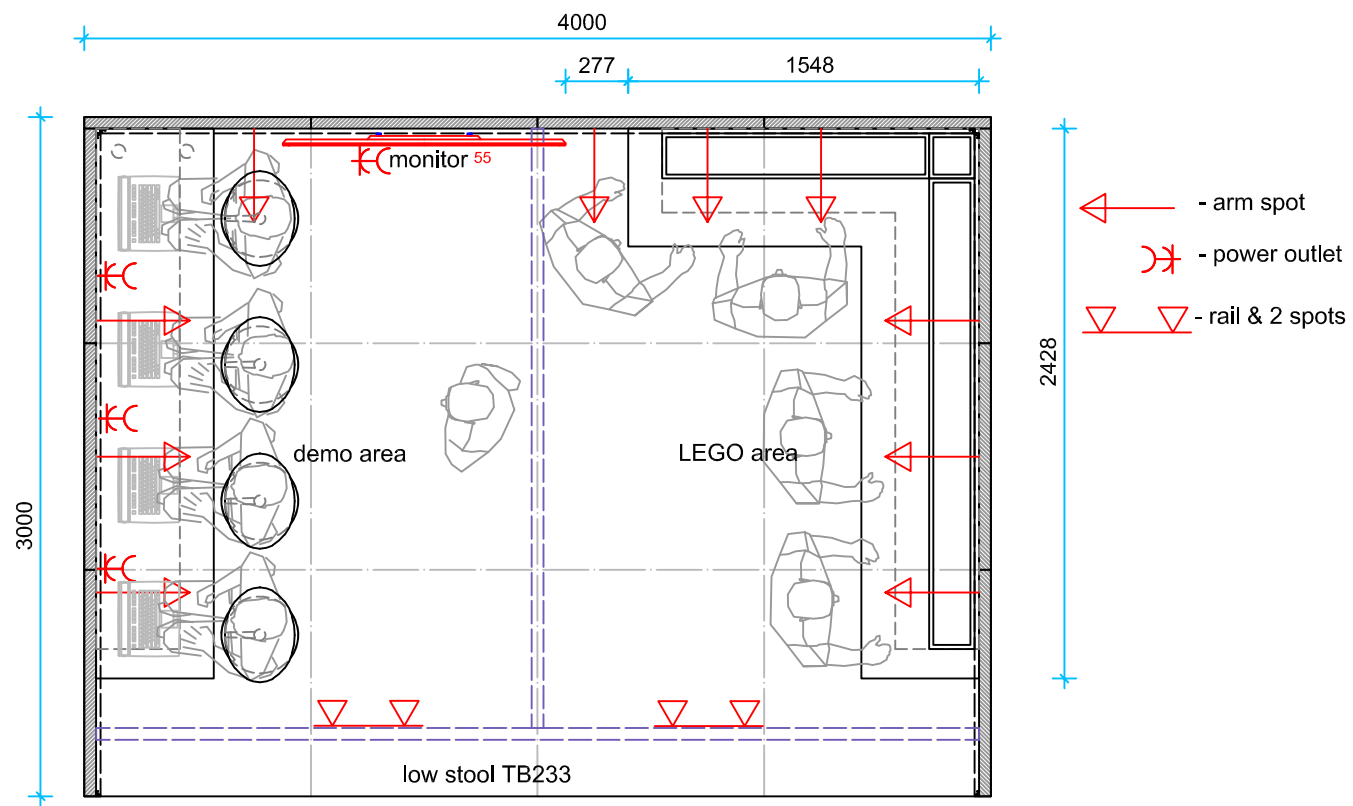 4000
277
1548
monitor 55
- arm spot
- power outlet
- rail & 2 spots
2428
3000
demo area
LEGO area
low stool TB233